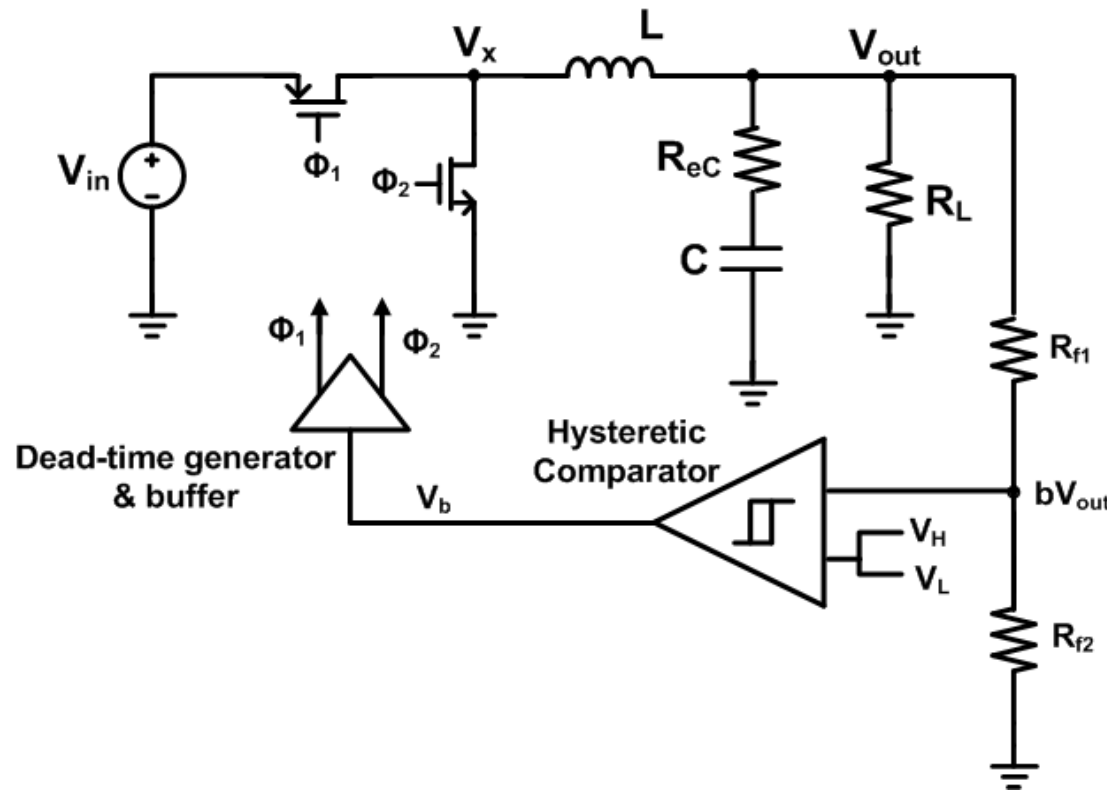 L
Vx
Vout
Vin
+
-
Φ1
Φ2
ReC
RL
C
Φ1
Φ2
Rf1
Hysteretic
Comparator
Dead-time generator
& buffer
Vb
bVout
VH
VL
Rf2